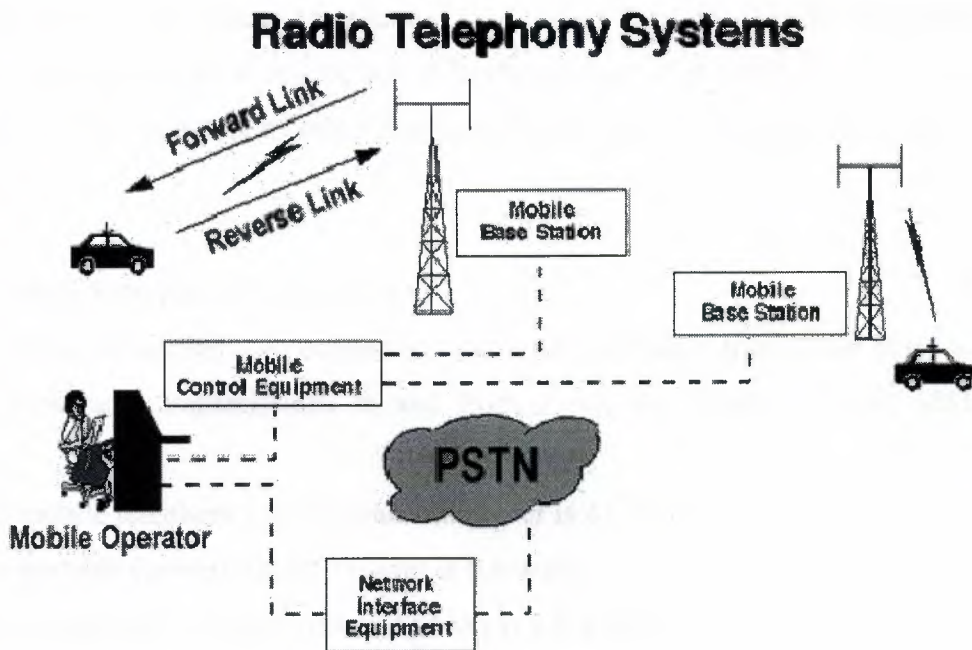 Radio Telephony Systems
Forward Link
Reverse Link
Mobile
Base Station
Mobile
Base Station
Mobile
Control Equipment
PSTN
Mobile Operator
Network
Interface
Equipment